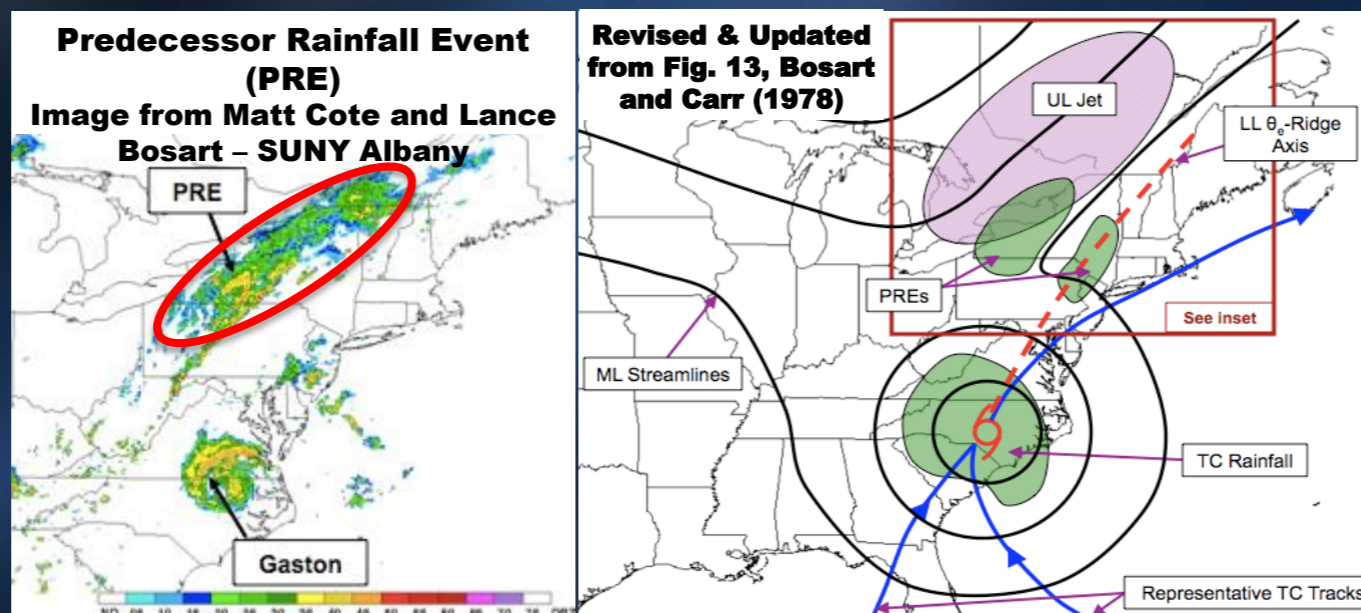 Predecessor Rainfall Event
(PRE)
Image from Matt Cote and Lance
Bosart – SUNY Albany
PRE
Gaston
Revised & Updated
from Fig. 13, Bosart
and Carr (1978)
UL Jet
LL θe-Ridge
Axis
PREs
See inset
ML Streamlines
TC Rainfall
Representative TC Tracks